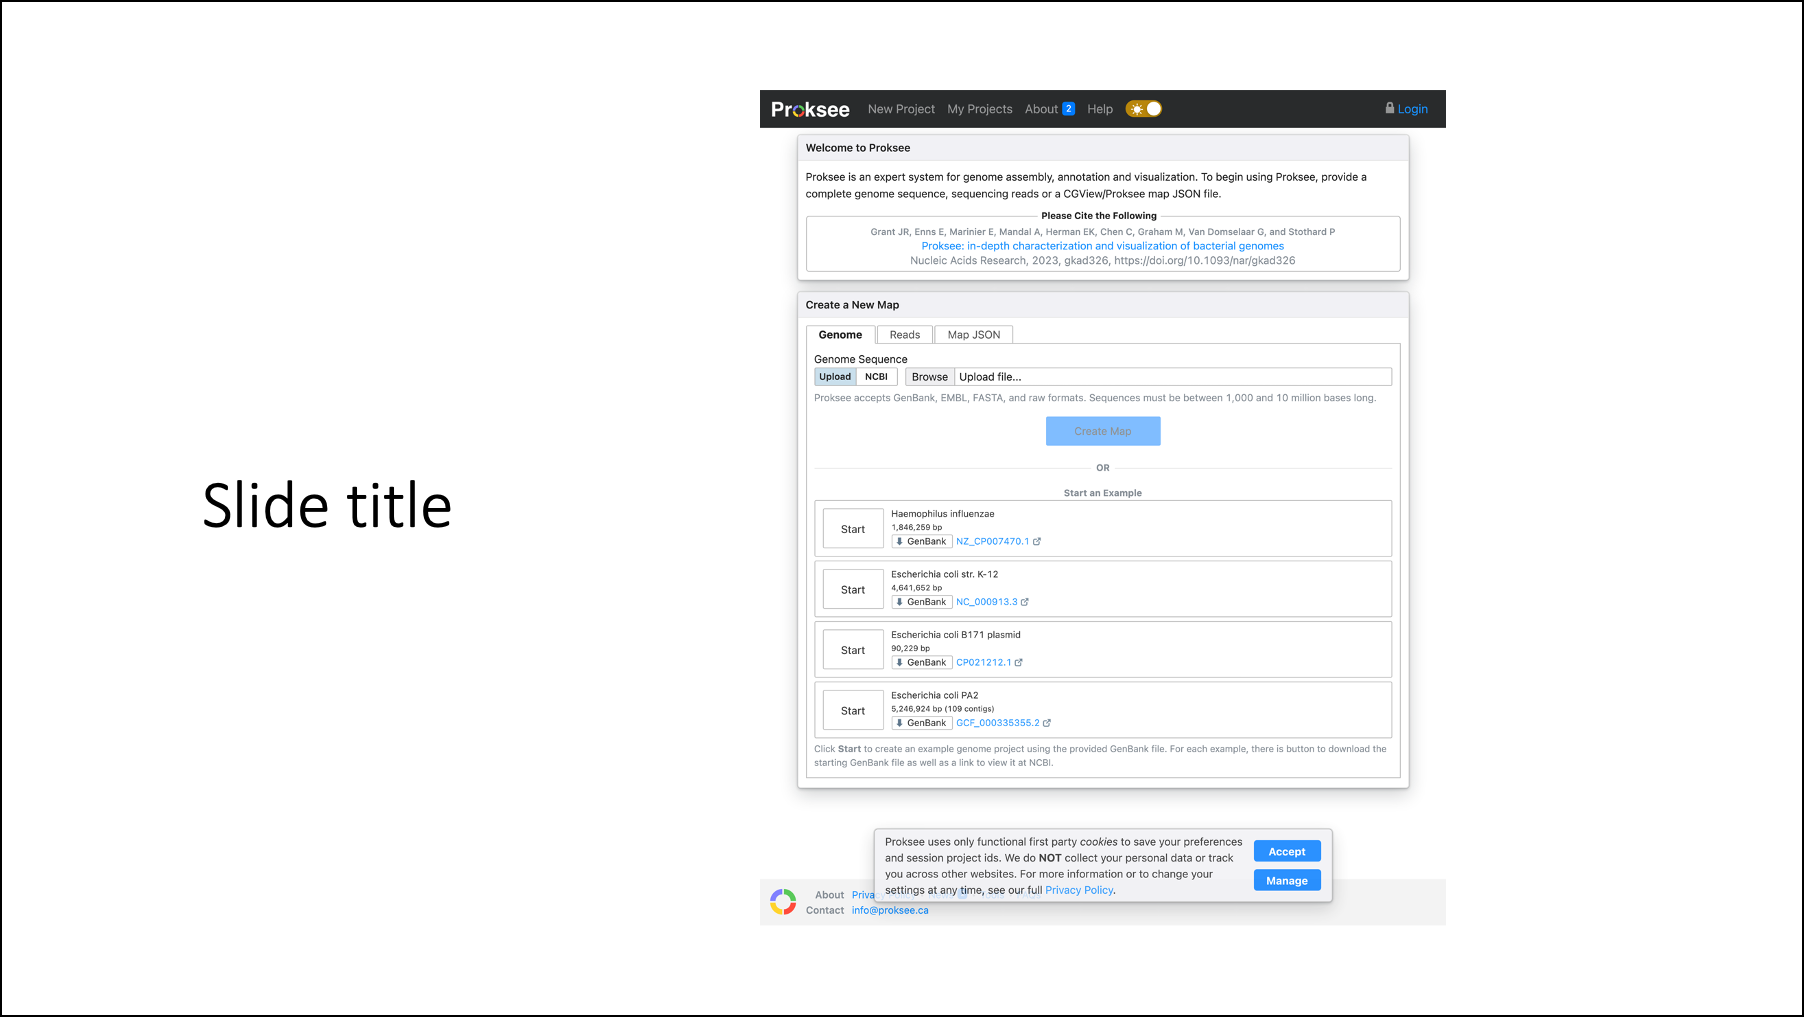 Slide title
Proksee New Project My Projects About 2 Help Login
Welcome to Proksee
Proksee is an expert system for genome assembly, annotation and visualization. To begin using Proksee, provide a
complete genome sequence, sequencing reads or a CGView/Proksee map JSON file.
Please Cite the Following
Grant JR, Enns E, Marinier E, Mandal A, Herman EK, Chen C, Graham M, Van Domselaar G, and Stothard P
Proksee: in-depth characterization and visualization of bacterial genomes
Nucleic Acids Research, 2023, gkad326, https://doi.org/10.1093/nar/gkad326
Create a New Map
Genome Reads Map JSON
Genome Sequence
Upload NCBI Browse Upload file...
Proksee accepts GenBank, EMBL, FASTA, and raw formats. Sequences must be between 1,000 and 10 million bases long.
Create Map
OR
Start an Example
Start
Haemophilus influenzae
1,846,259 bp
GenBank NZ_CP007470.1
Start
Escherichia coli str. K-12
4,641,652 bp
GenBank NC_000913.3
Start
Escherichia coli B171 plasmid
90,229 bp
GenBank CP021212.1
Start
Escherichia coli PA2
5,246,924 bp (109 contigs)
GenBank GCF_000335355.2
Click Start to create an example genome project using the provided GenBank file. For each example, there is button to download the
starting GenBank file as well as a link to view it at NCBI.
Proksee uses only functional first party cookies to save your preferences
and session project ids. We do NOT collect your personal data or track
you across other websites. For more information or to change your
settings at any time, see our full Privacy Policy.
Accept
Manage
About
Contact info@proksee.ca